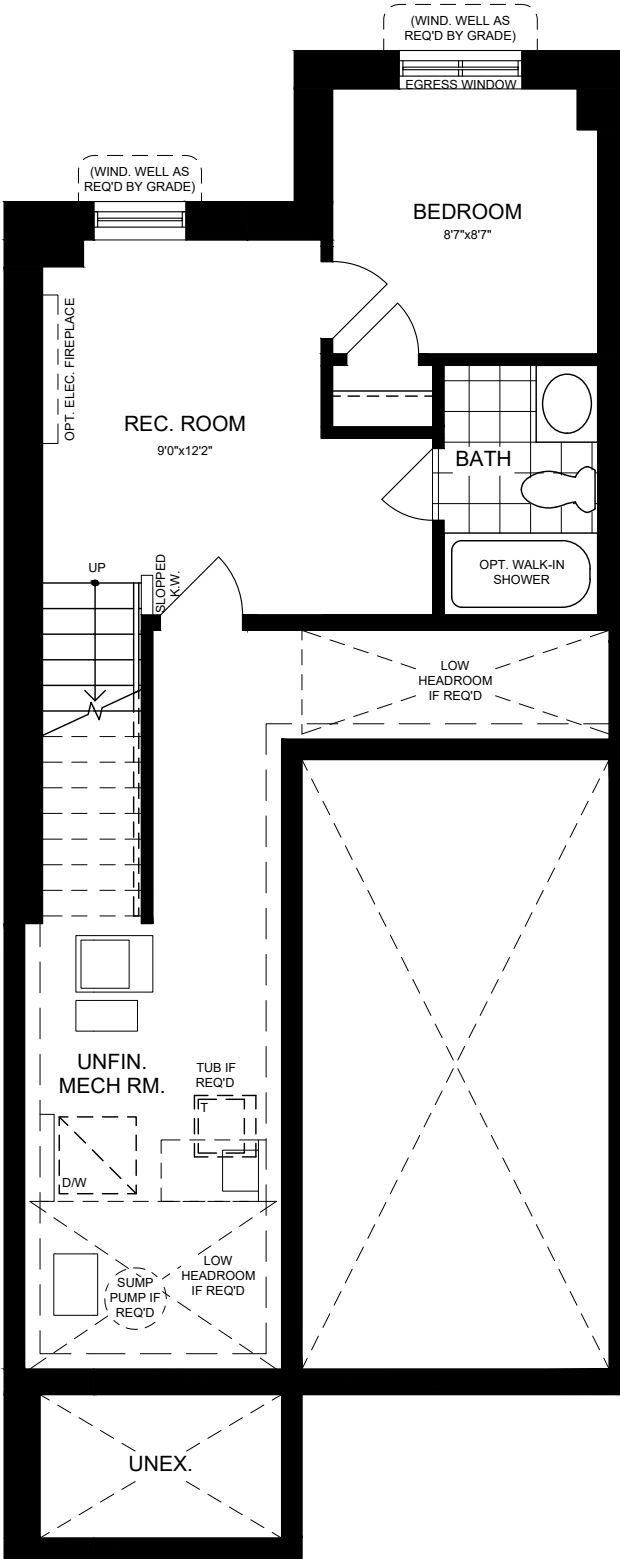 (WIND. WELL AS
REQ'D BY GRADE)
EGRESS WINDOW
(WIND. WELL AS
REQ'D BY GRADE)
BEDROOM
8'7"x8'7"
OPT. ELEC. FIREPLACE
REC. ROOM
9'0"x12'2"
BATH
OPT. WALK-IN
SHOWER
UP
SLOPPED
K.W.
LOW
HEADROOM
IF REQ'D
UNFIN.
MECH RM.
TUB IF
REQ'D
T
D/W
LOW
HEADROOM
IF REQ'D
SUMP
PUMP IF
REQ'D
UNEX.